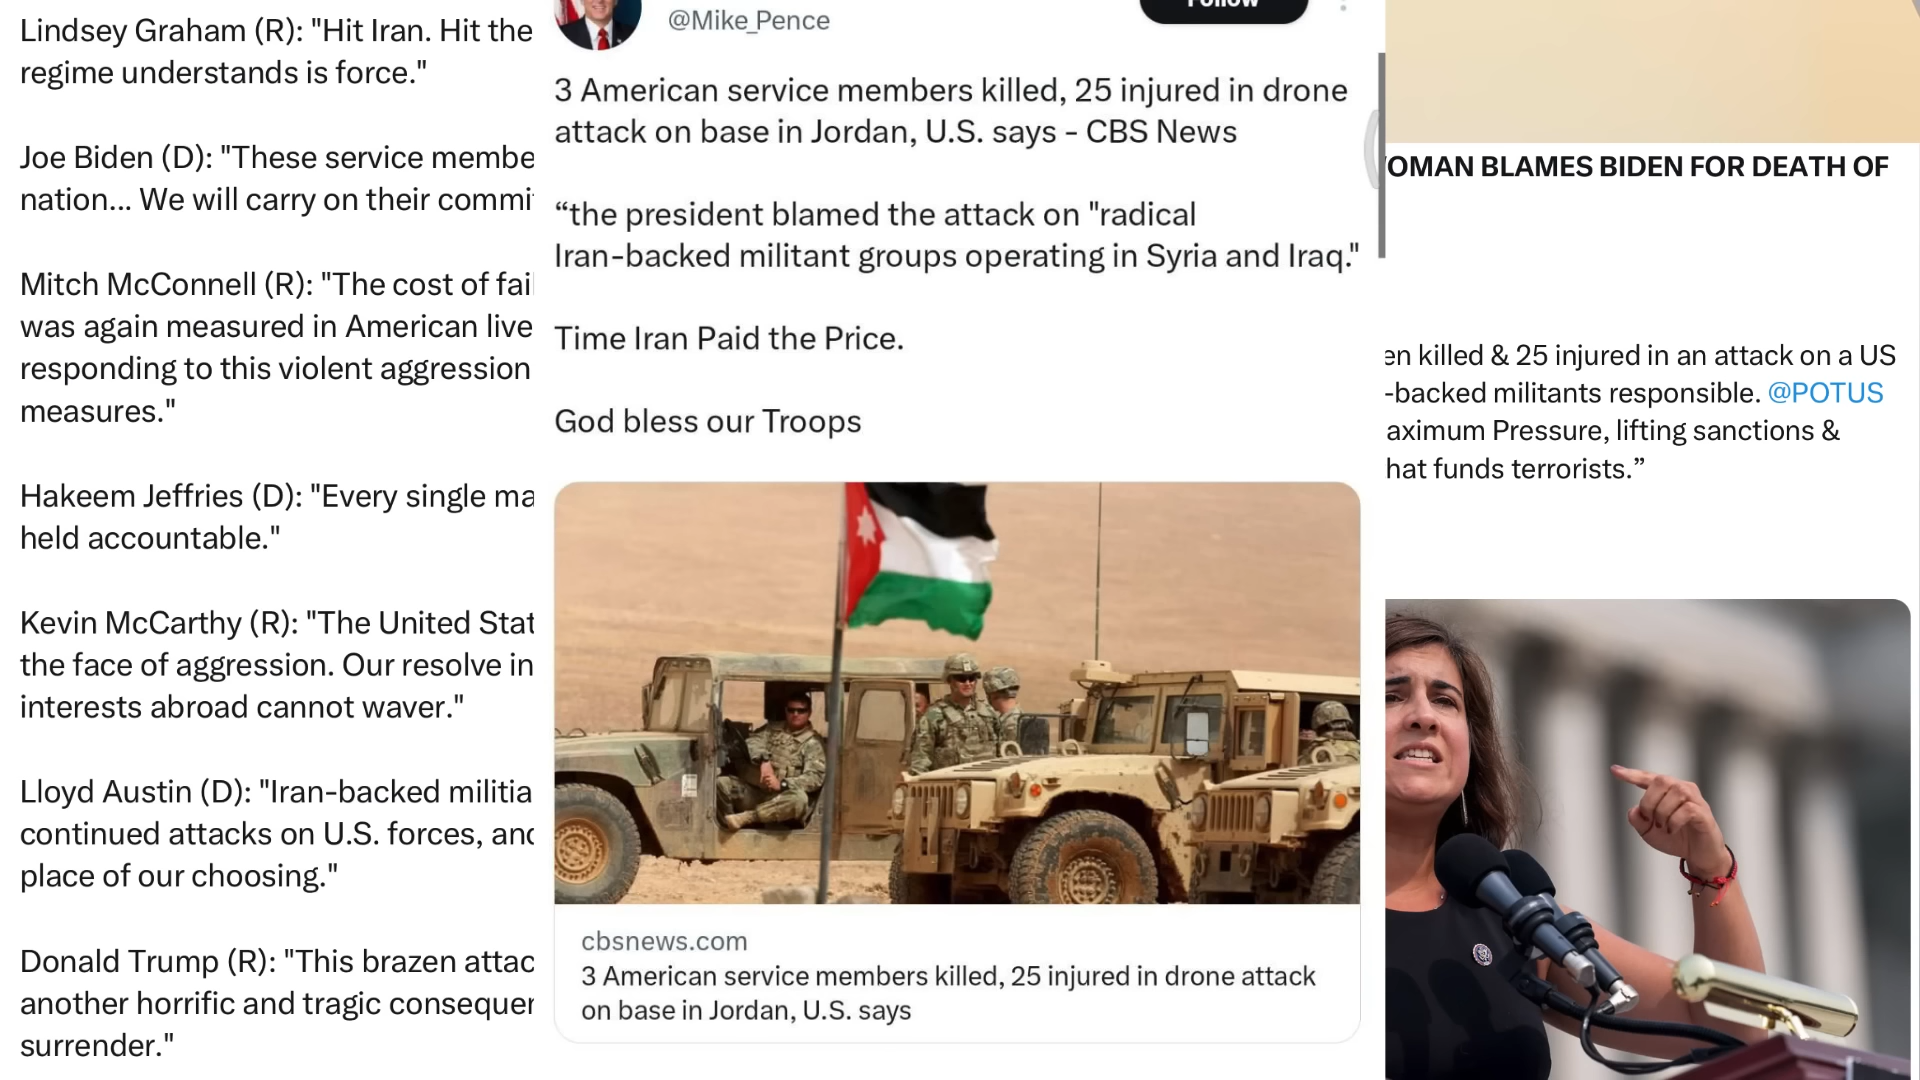 Lindsey Graham (R): "Hit Iran. Hit the
regime understands is force."
Joe Biden (D): "These service membe
nation... We will carry on their commi
Mitch McConnell (R): "The cost of fail
was again measured in American live
responding to this violent aggression
measures."
Hakeem Jeffries (D): "Every single ma
held accountable."
Kevin McCarthy (R): "The United Stat
the face of aggression. Our resolve in
interests abroad cannot waver."
Lloyd Austin (D): "Iran-backed militia
continued attacks on U.S. forces, and
place of our choosing."
Donald Trump (R): "This brazen attac
another horrific and tragic consequen
surrender."
Follow
@Mike_Pence
3 American service members killed, 25 injured in drone
attack on base in Jordan, U.S. says - CBS News
“the president blamed the attack on "radical
Iran-backed militant groups operating in Syria and Iraq."
Time Iran Paid the Price.
God bless our Troops
cbsnews.com
3 American service members killed, 25 injured in drone attack
on base in Jordan, U.S. says
OMAN BLAMES BIDEN FOR DEATH OF
en killed & 25 injured in an attack on a US
-backed militants responsible. @POTUS
aximum Pressure, lifting sanctions &
hat funds terrorists.”